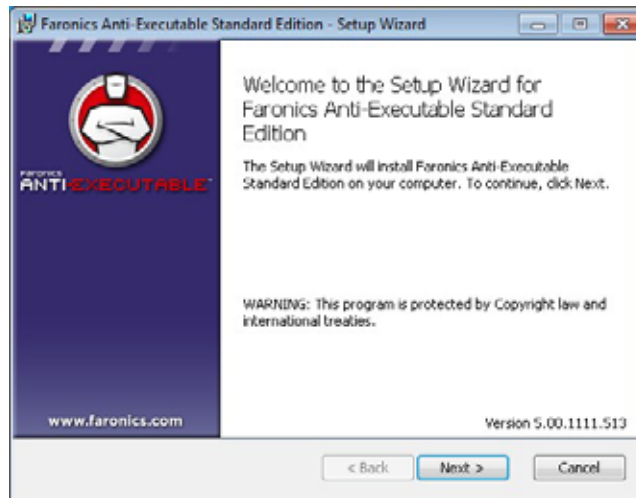 Faronics Anti-Executable Standard Edition - Setup Wizard
Welcome to the Setup Wizard for
Faronics Anti-Executable Standard
Edition
The Setup Wizard will install Faronics Anti-Executable
Standard Edition on your computer. To continue, click Next.
FARONICS
ANTI-EXECUTABLE™
WARNING: This program is protected by Copyright law and
international treaties.
www.faronics.com
Version 5.00.1111.513
< Back
Next >
Cancel